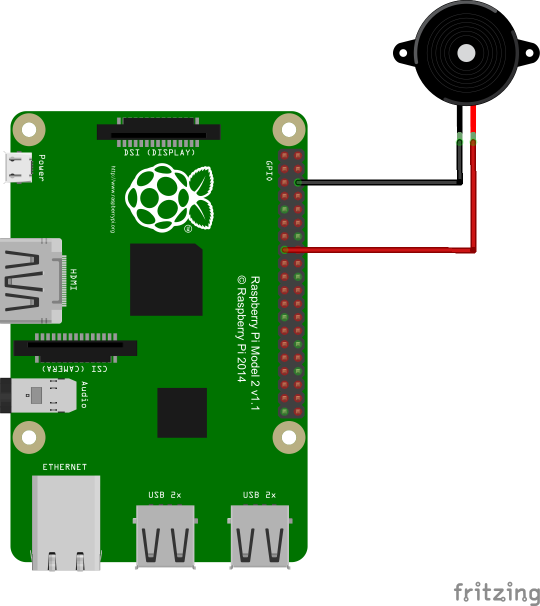 DSI (DISPLAY)
Power
http://www.raspberrypi.org
GPIO
®
HDMI
Raspberry Pi Model 2 v1.1
© Raspberry Pi 2014
CSI (CAMERA)
Audio
ETHERNET
USB 2x
USB 2x
fritzing